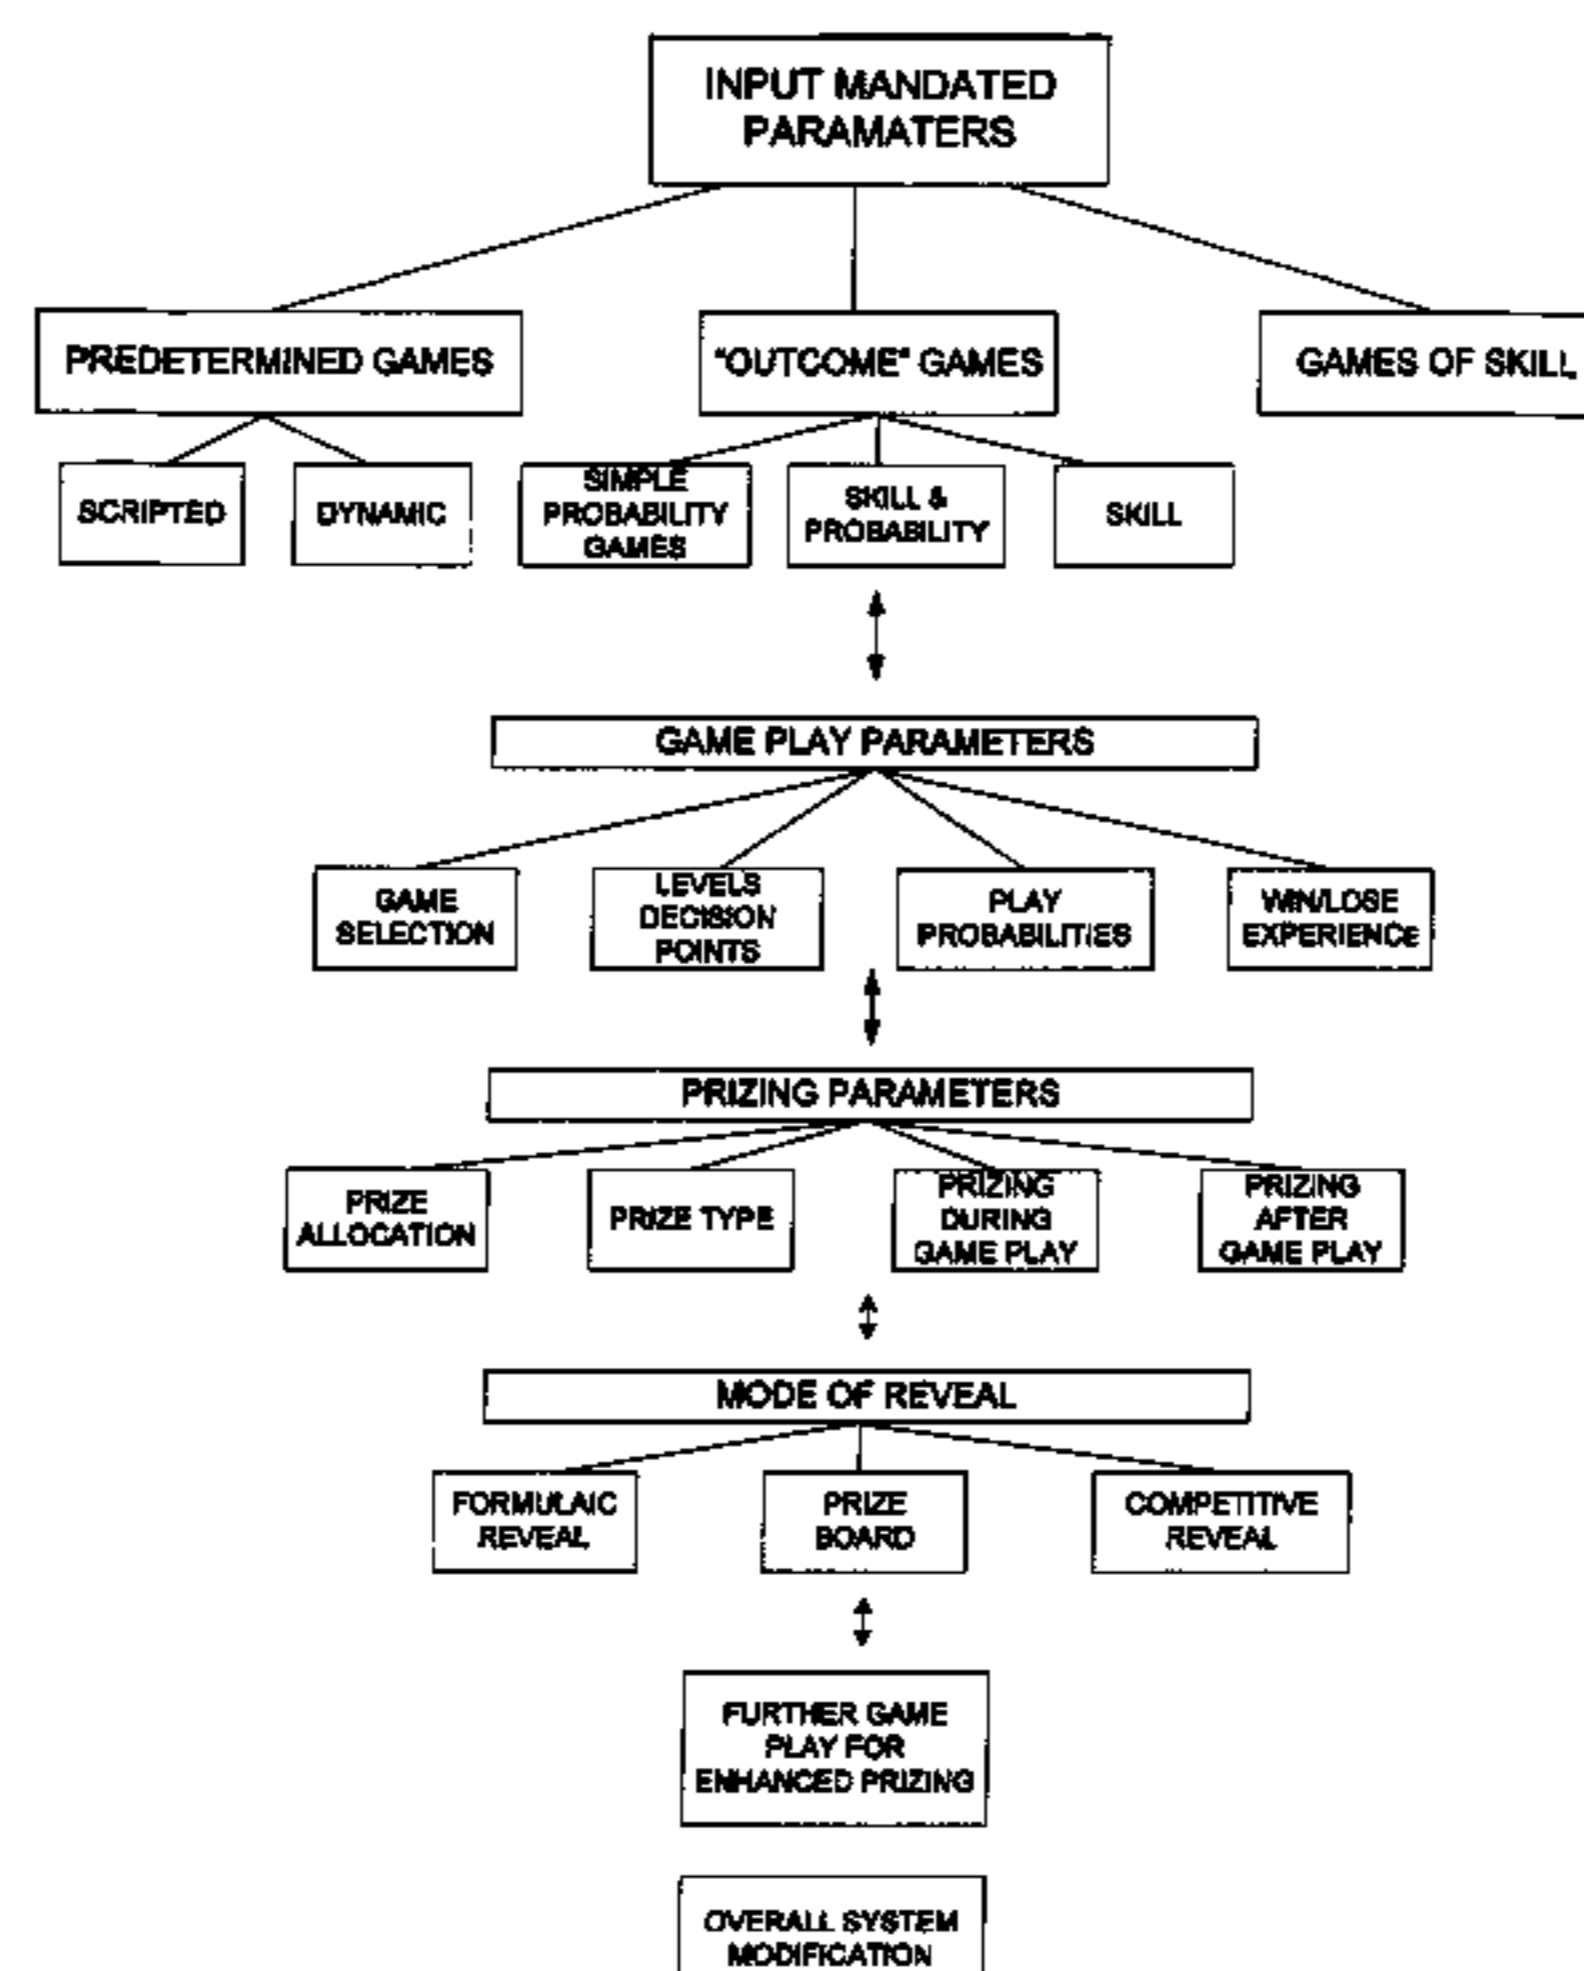 INPUT MANDATED
PARAMATERS
PREDETERMINED GAMES
"OUTCOME" GAMES
GAMES OF SKILL
SCRIPTED
DYNAMIC
SIMPLE
PROBABILITY
GAMES
SKILL &
PROBABILITY
SKILL
GAME PLAY PARAMETERS
GAME
SELECTION
LEVELS
DECISION
POINTS
PLAY
PROBABILITIES
WIN/LOSE
EXPERIENCE
PRIZING PARAMETERS
PRIZE
ALLOCATION
PRIZE TYPE
PRIZING
DURING
GAME PLAY
PRIZING
AFTER
GAME PLAY
MODE OF REVEAL
FORMULAIC
REVEAL
PRIZE
BOARD
COMPETITIVE
REVEAL
FURTHER GAME
PLAY FOR
ENHANCED PRIZING
OVERALL SYSTEM
MODIFICATION